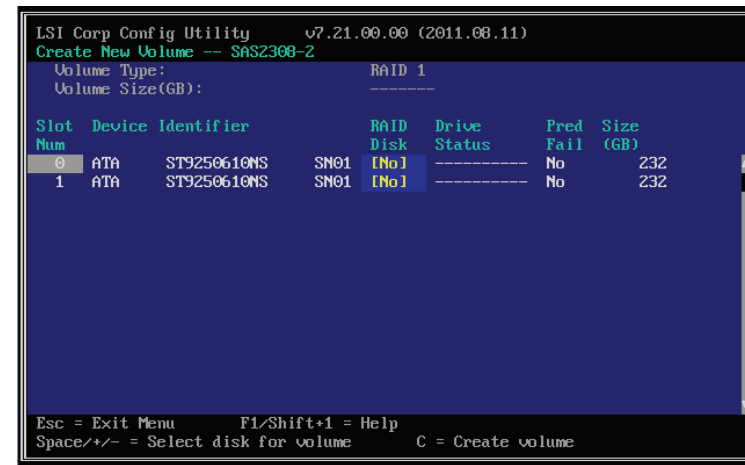 LSI Corp Config Utility v7.21.00.00 (2011.08.11)
Create New Volume -- SAS2308-2
Volume Type: RAID 1
Volume Size(GB): -------
Slot Device Identifier RAID Drive Pred Size
Num Disk Status Fail (GB)
0 ATA ST9250610NS SN01 [No] ---------- No 232
1 ATA ST9250610NS SN01 [No] ---------- No 232
Esc = Exit Menu F1/Shift+1 = Help
Space/+/- = Select disk for volume C = Create volume